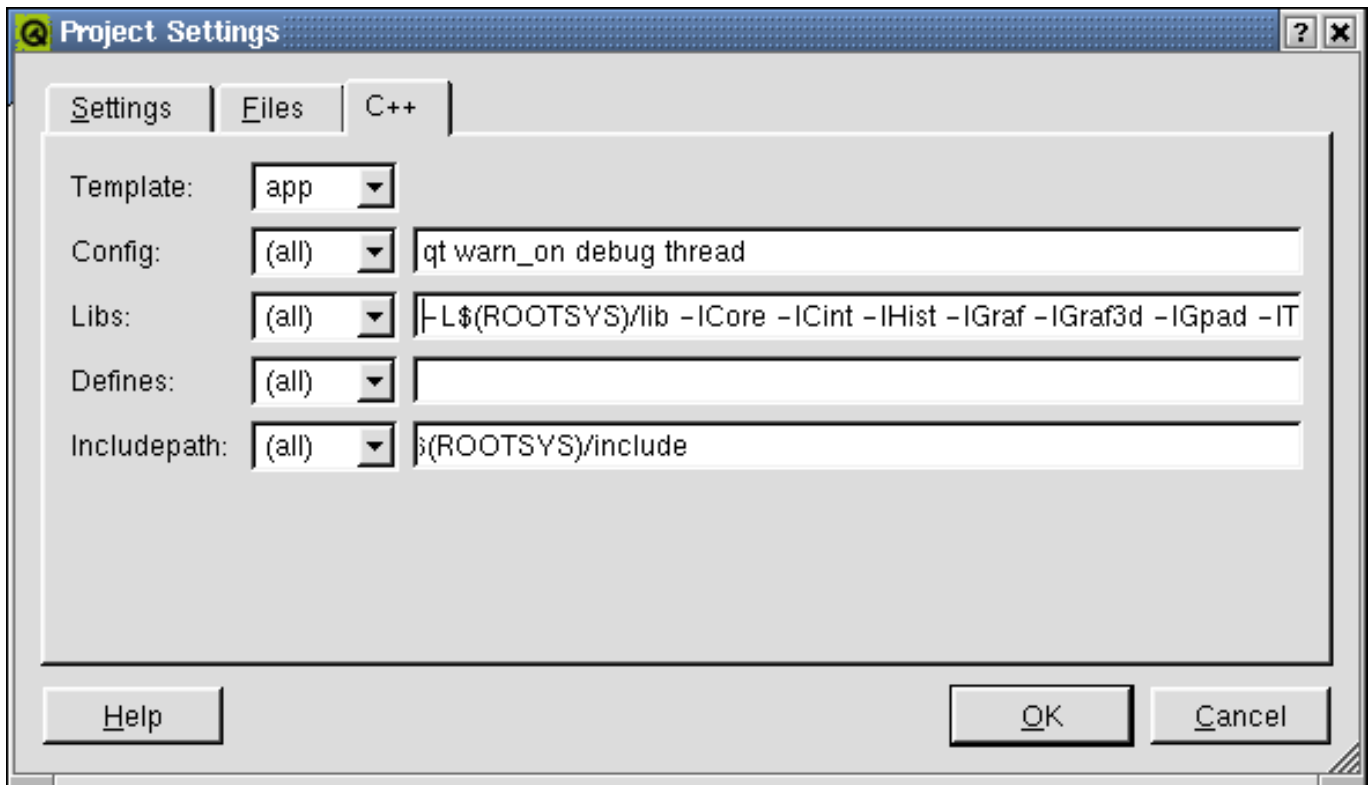 Project Settings
Settings Files C++
Template: app
Config: (all) qt warn_on debug thread
Libs: (all) -L$(ROOTSYS)/lib -lCore -lCint -lHist -lGraf -lGraf3d -lGpad -lT
Defines: (all)
Includepath: (all) $(ROOTSYS)/include
Help OK Cancel